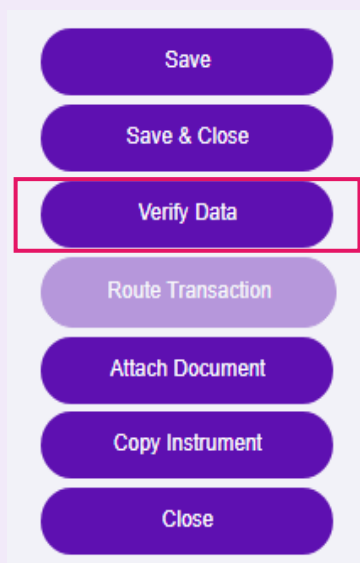 Save
Save & Close
Verify Data
Route Transaction
Attach Document
Copy Instrument
Close